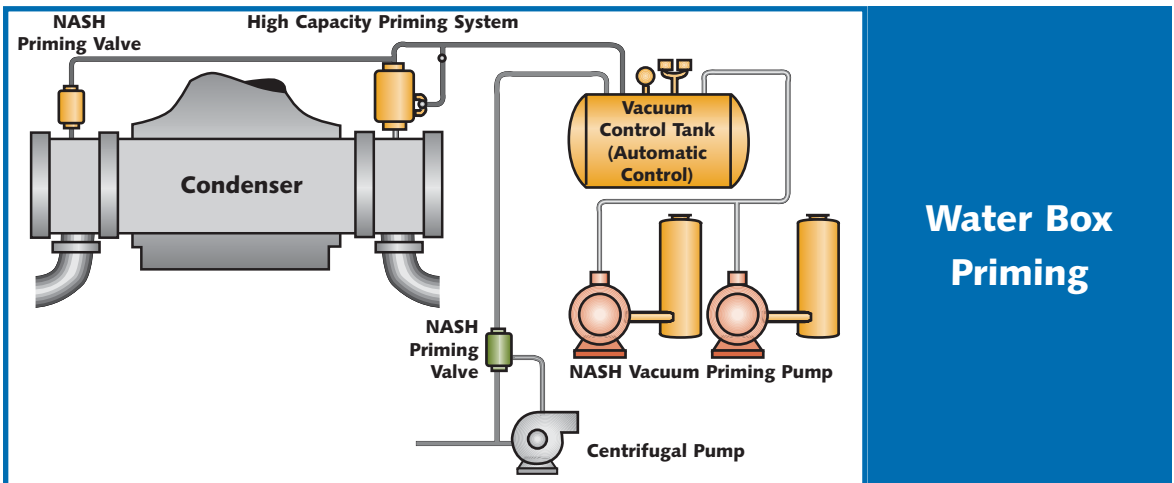 NASH
Priming Valve
High Capacity Priming System
Vacuum
Control Tank
(Automatic
Control)
Condenser
NASH
Priming
Valve
NASH Vacuum Priming Pump
Centrifugal Pump
Water Box
Priming